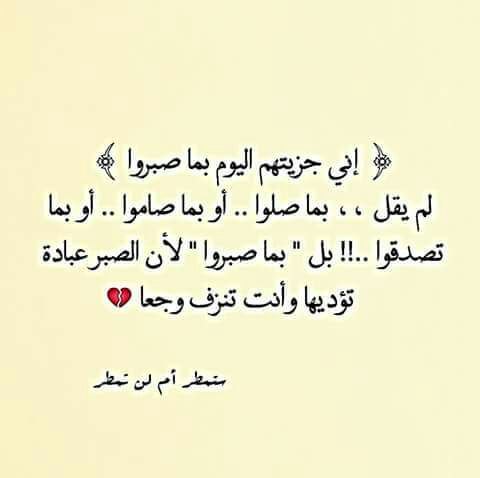 ﴿ إني جزيتهم اليوم بما صبروا ﴾
لم يقل ،، بما صلوا .. أو بما صاموا .. أو بما
تصدقوا ..!! بل " بما صبروا " لأن الصبر عبادة
تؤديها وأنت تنزف وجعا 💔
ستمطر أم لن تمطر